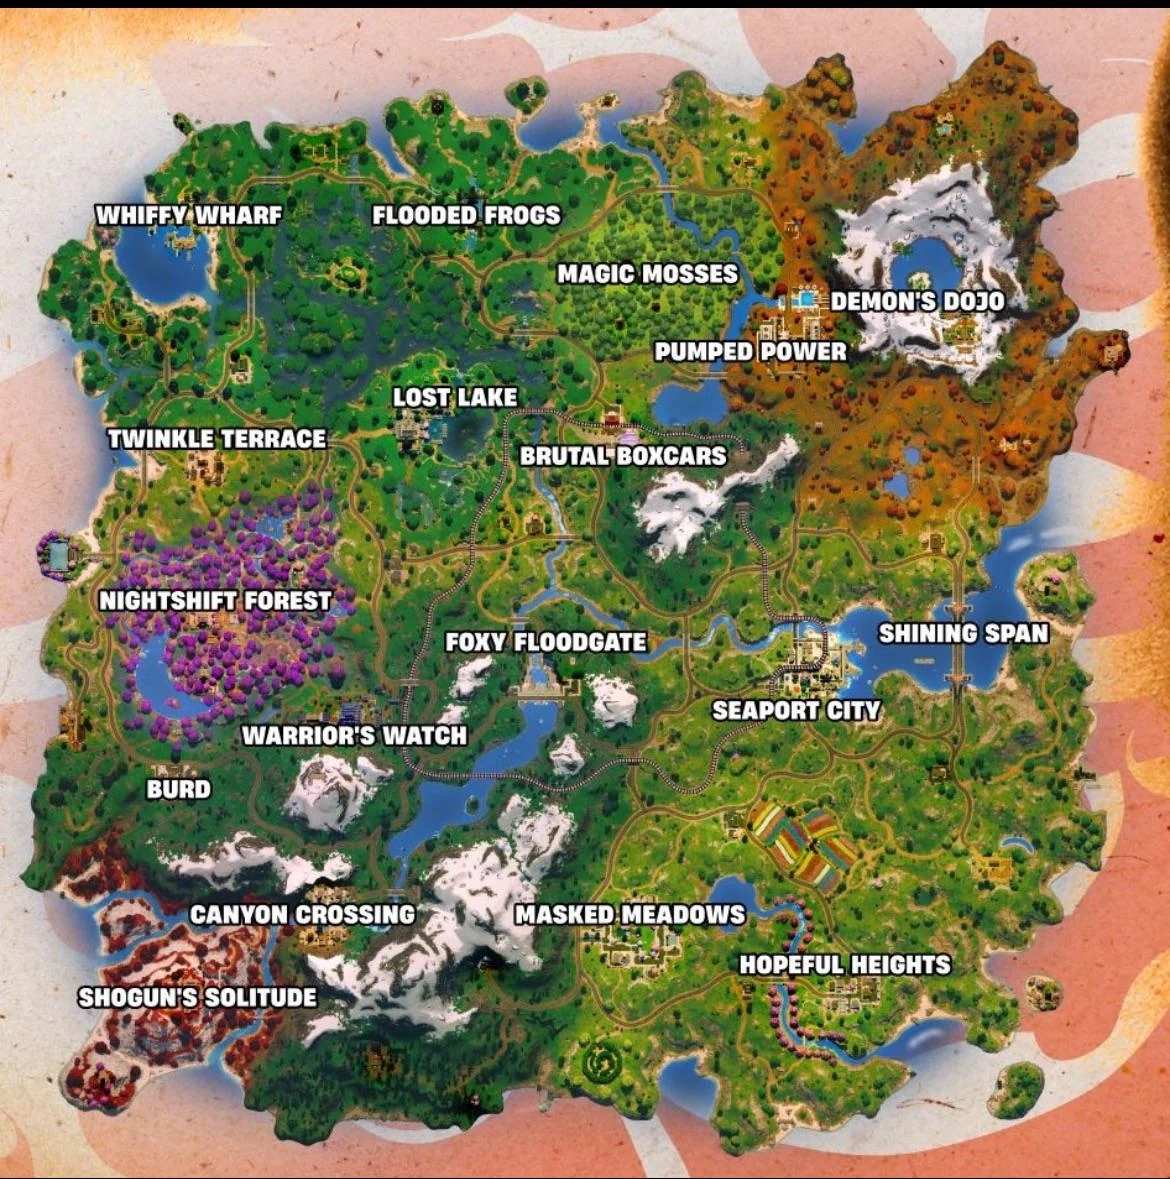 WHIFFY WHARF
FLOODED FROGS
MAGIC MOSSES
DEMON'S DOJO
PUMPED POWER
LOST LAKE
TWINKLE TERRACE
BRUTAL BOXCARS
NIGHTSHIFT FOREST
FOXY FLOODGATE
SHINING SPAN
SEAPORT CITY
WARRIOR'S WATCH
BURD
CANYON CROSSING
MASKED MEADOWS
HOPEFUL HEIGHTS
SHOGUN'S SOLITUDE